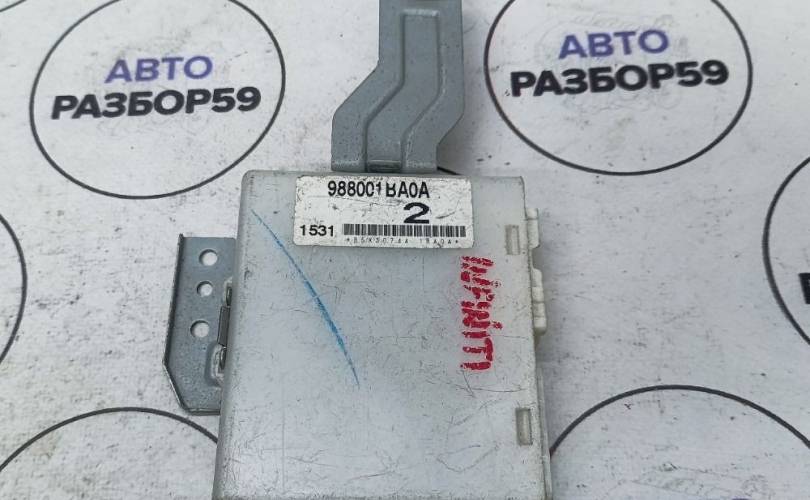 АВТО
РАЗБОР59
АВТО
РАЗБОР59
988001BA0A
2
1531
INFINITI